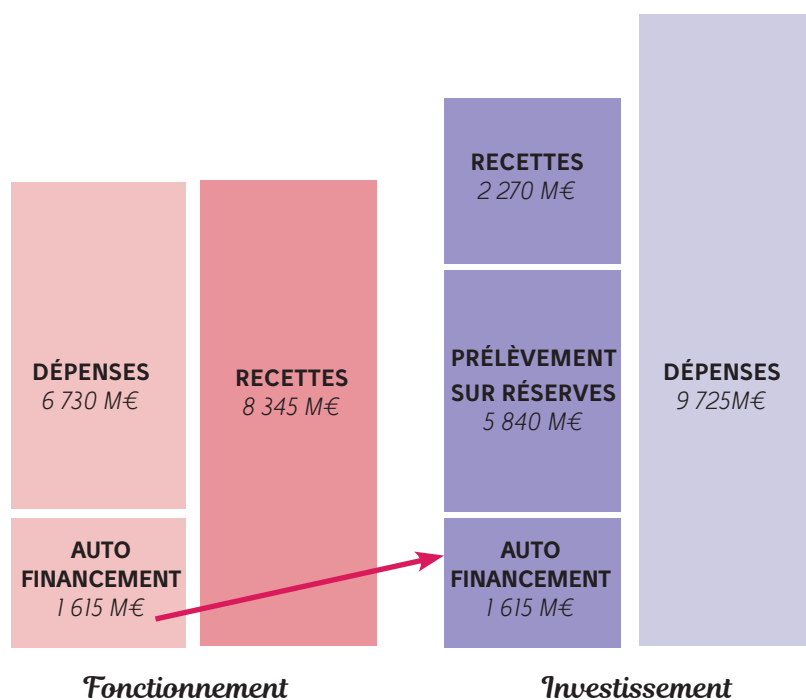 DÉPENSES
6 730 M€
AUTO
FINANCEMENT
1 615 M€
RECETTES
8 345 M€
Fonctionnement
RECETTES
2 270 M€
PRÉLÈVEMENT
SUR RÉSERVES
5 840 M€
AUTO
FINANCEMENT
1 615 M€
DÉPENSES
9 725M€
Investissement